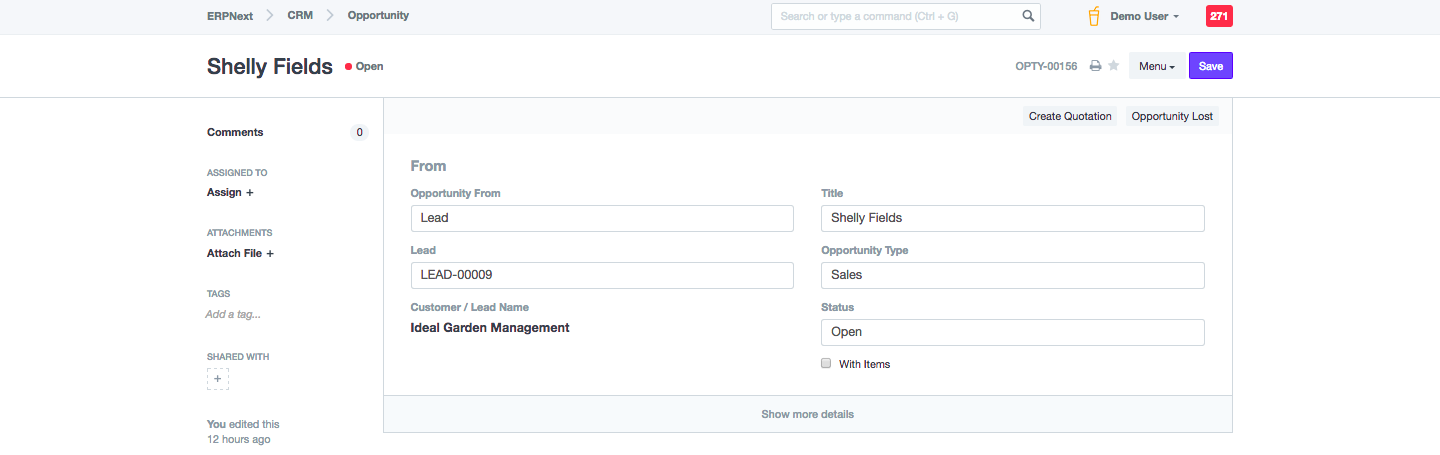 ERPNext CRM Opportunity Search or type a command (Ctrl + G) Demo User 271
Shelly Fields Open OPTY-00156 Menu Save
Comments 0
ASSIGNED TO
Assign +
ATTACHMENTS
Attach File +
TAGS
Add a tag...
SHARED WITH
+
You edited this
12 hours ago
Create Quotation Opportunity Lost
From
Opportunity From
Lead
Lead
LEAD-00009
Customer / Lead Name
Ideal Garden Management
Title
Shelly Fields
Opportunity Type
Sales
Status
Open
With Items
Show more details